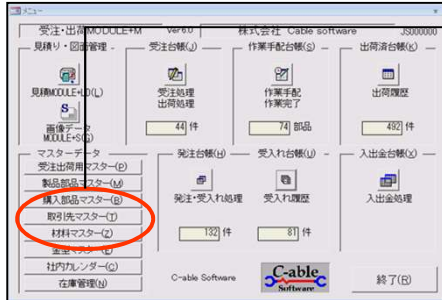 メニュー
受注・出荷MODULE+M Ver6.0 株式会社 Cable software JS000000
見積り・図面管理
受注台帳(J)
作業手配台帳(S)
出荷済台帳(K)
見積MODULE+LO(L)
受注処理
出荷処理
作業手配
作業完了
出荷履歴
画像データ
MODULE+S(G)
44 件
74 部品
492 件
マスターデータ
発注台帳(H)
受入れ台帳(U)
入出金台帳(X)
受注出荷用マスター(P)
製品部品マスター(M)
購入部品マスター(B)
取引先マスター(T)
材料マスター(Z)
金型マスター(E)
社内カレンダー(C)
在庫管理(N)
発注・受入れ処理
受入れ履歴
入出金処理
132 件
81 件
C-able Software
C-able
Software
終了(R)